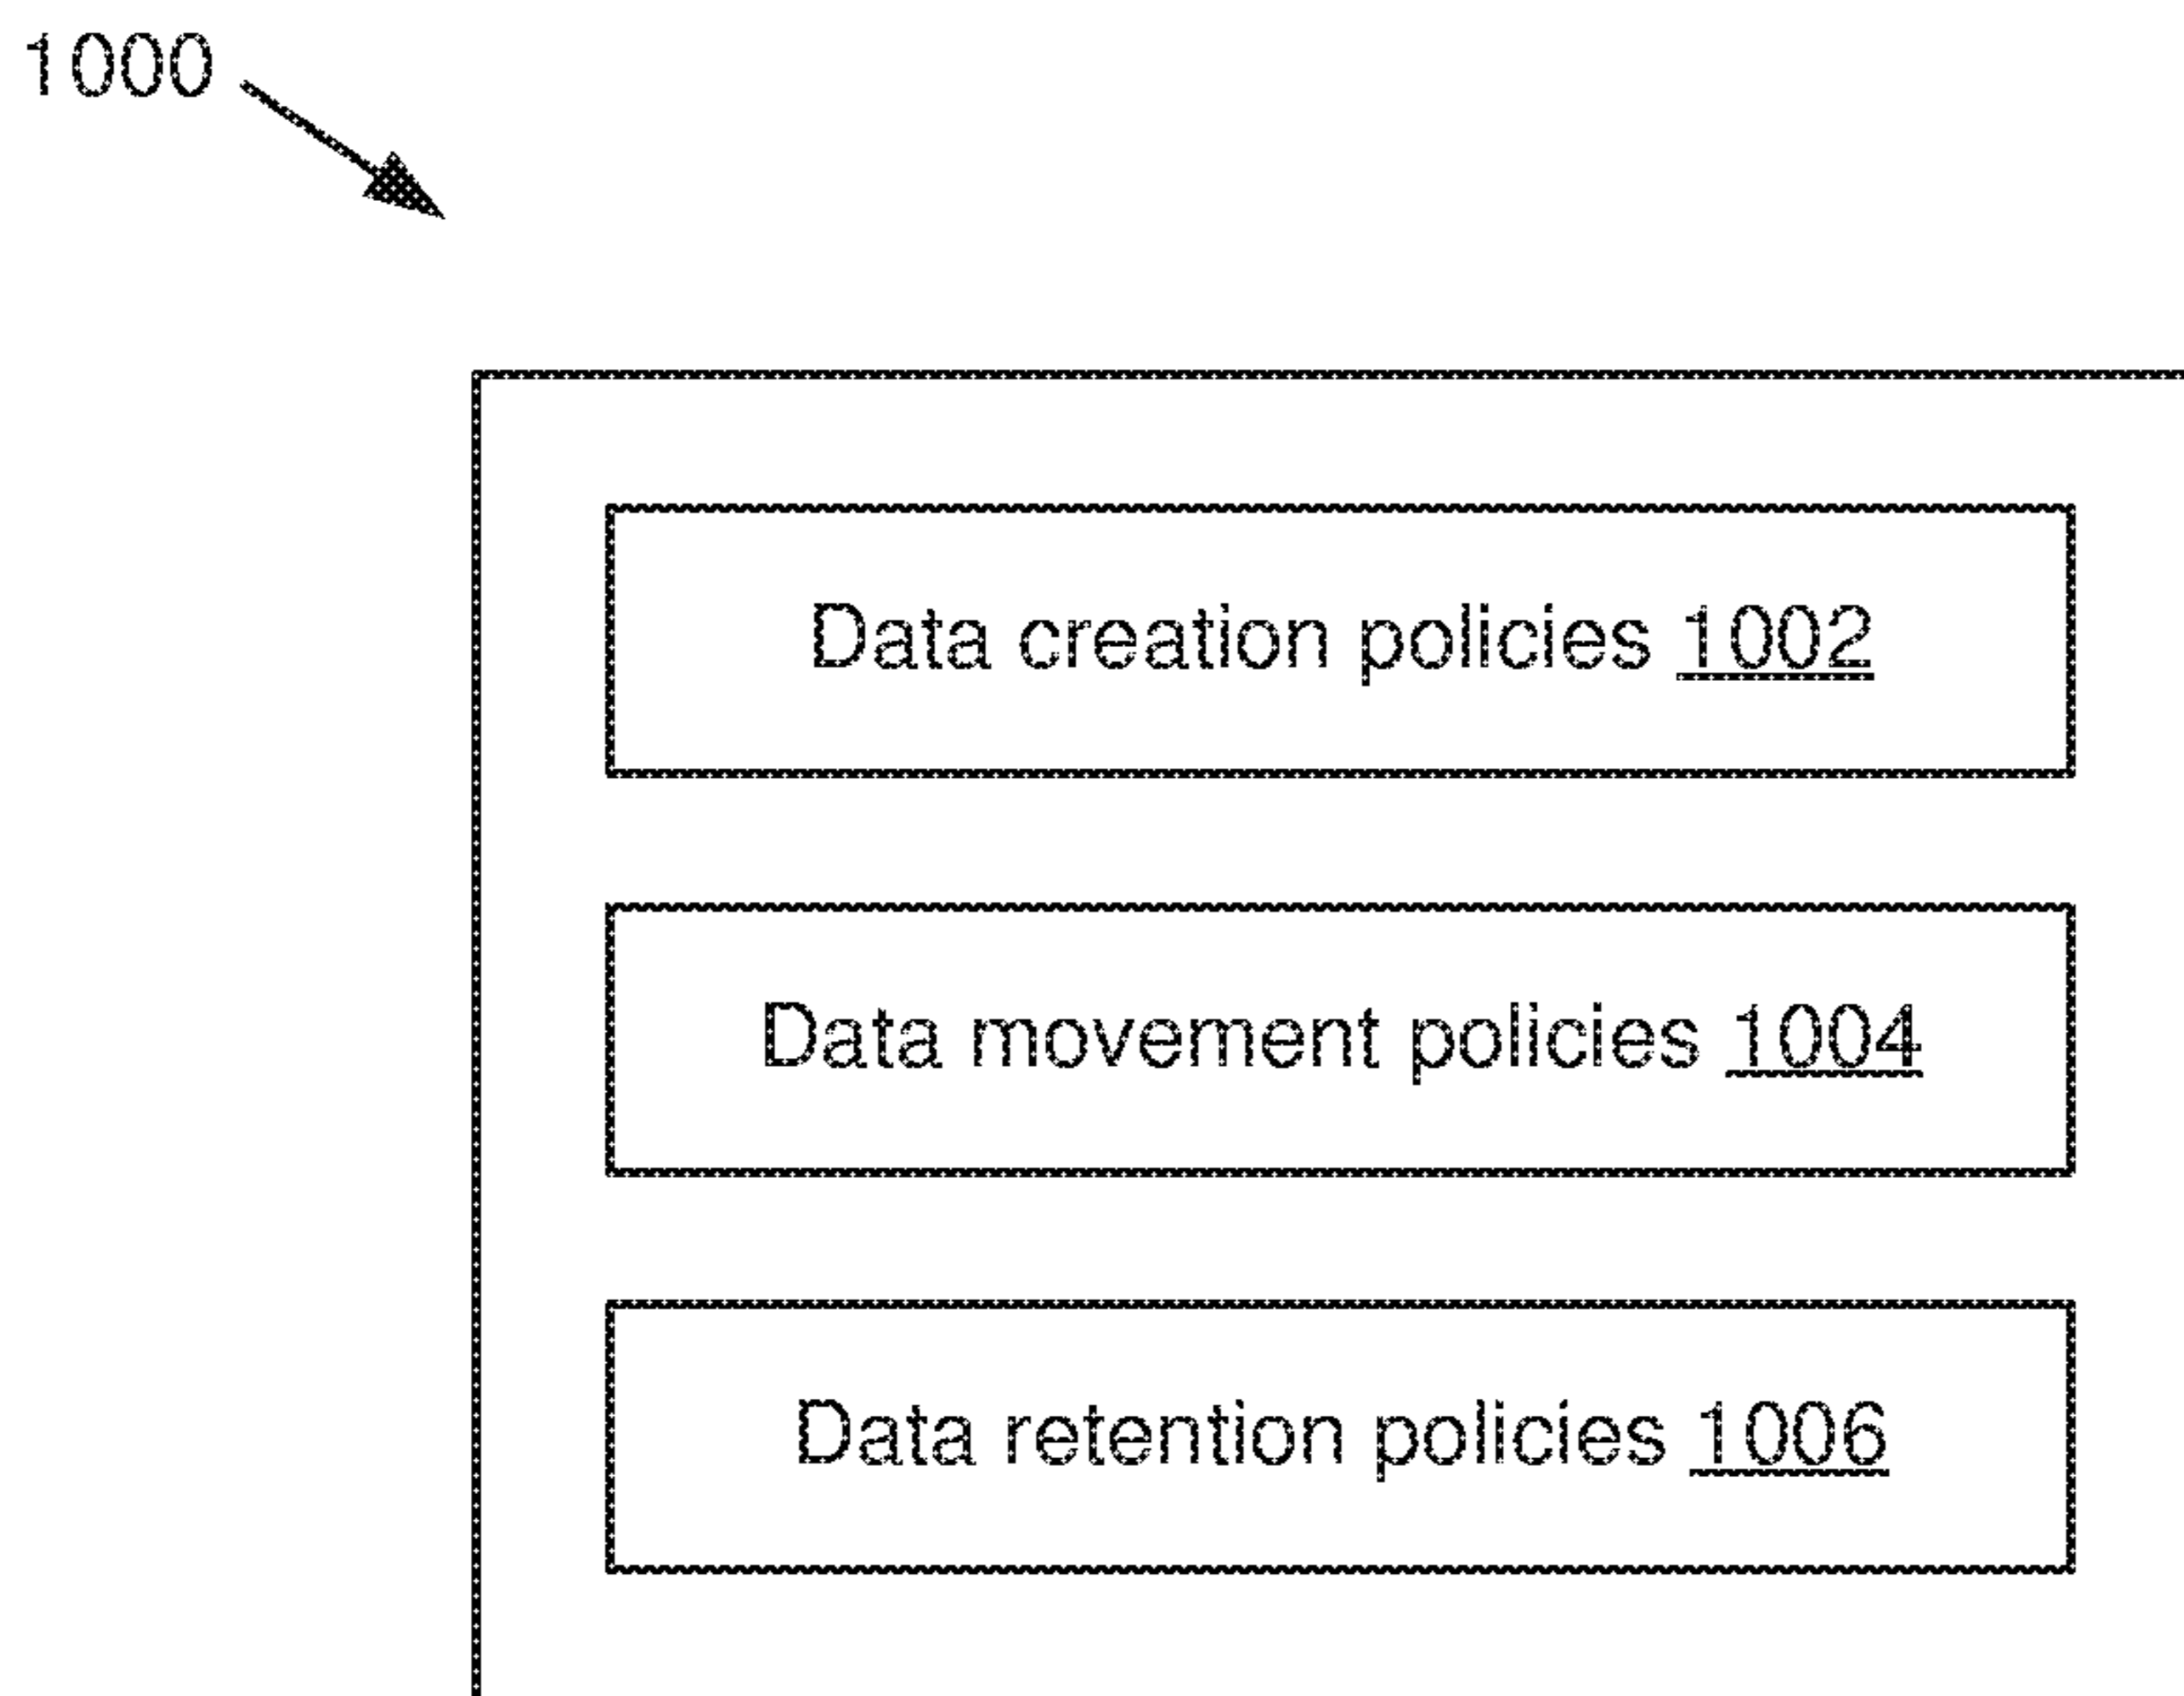 1000
Data creation policies 1002
Data movement policies 1004
Data retention policies 1006